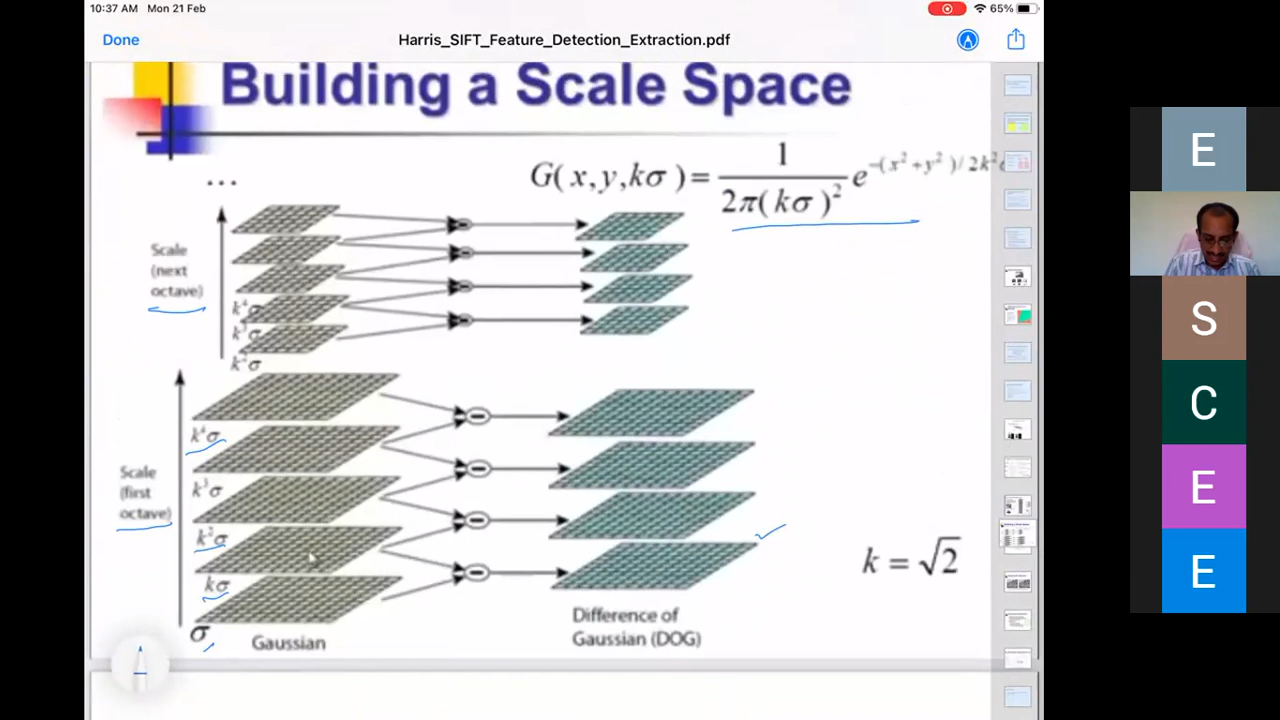 10:37 AM Mon 21 Feb
65%
Done
Harris_SIFT_Feature_Detection_Extraction.pdf
Building a Scale Space
...
G(x,y,kσ)= 1 / 2π(kσ)² e^-(x²+y²)/2k²
Scale
(next
octave)
k⁴σ
k³σ
k²σ
Scale
(first
octave)
k⁴σ
k³σ
k²σ
kσ
σ
Gaussian
Difference of
Gaussian (DOG)
k = √2
E
S
C
E
E